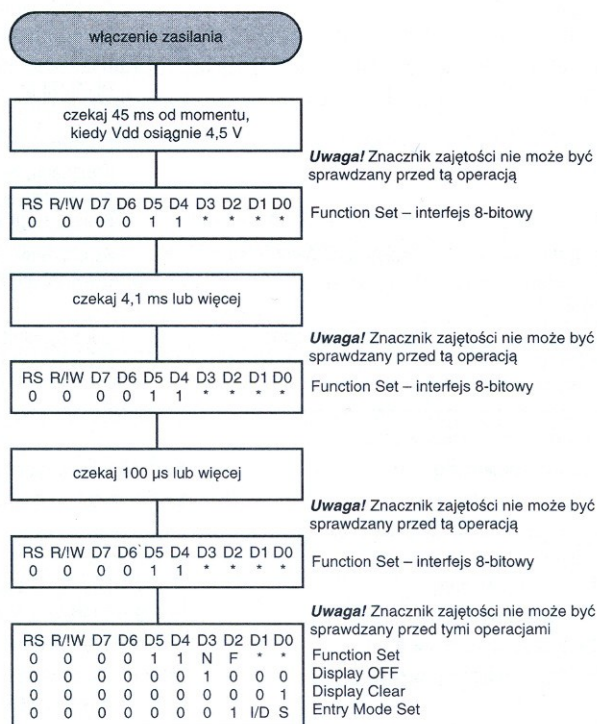 włączenie zasilania
czekaj 45 ms od momentu,
kiedy Vdd osiągnie 4,5 V
Uwaga! Znacznik zajętości nie może być
sprawdzany przed tą operacją
RS R/!W D7 D6 D5 D4 D3 D2 D1 D0
0 0 0 0 1 1 * * * *
Function Set – interfejs 8-bitowy
czekaj 4,1 ms lub więcej
Uwaga! Znacznik zajętości nie może być
sprawdzany przed tą operacją
RS R/!W D7 D6 D5 D4 D3 D2 D1 D0
0 0 0 0 1 1 * * * *
Function Set – interfejs 8-bitowy
czekaj 100 µs lub więcej
Uwaga! Znacznik zajętości nie może być
sprawdzany przed tą operacją
RS R/!W D7 D6 D5 D4 D3 D2 D1 D0
0 0 0 0 1 1 * * * *
Function Set – interfejs 8-bitowy
Uwaga! Znacznik zajętości nie może być
sprawdzany przed tymi operacjami
RS R/!W D7 D6 D5 D4 D3 D2 D1 D0
0 0 0 0 1 1 N F * * Function Set
0 0 0 0 0 0 1 0 0 0 Display OFF
0 0 0 0 0 0 0 0 0 1 Display Clear
0 0 0 0 0 0 0 1 I/D S Entry Mode Set